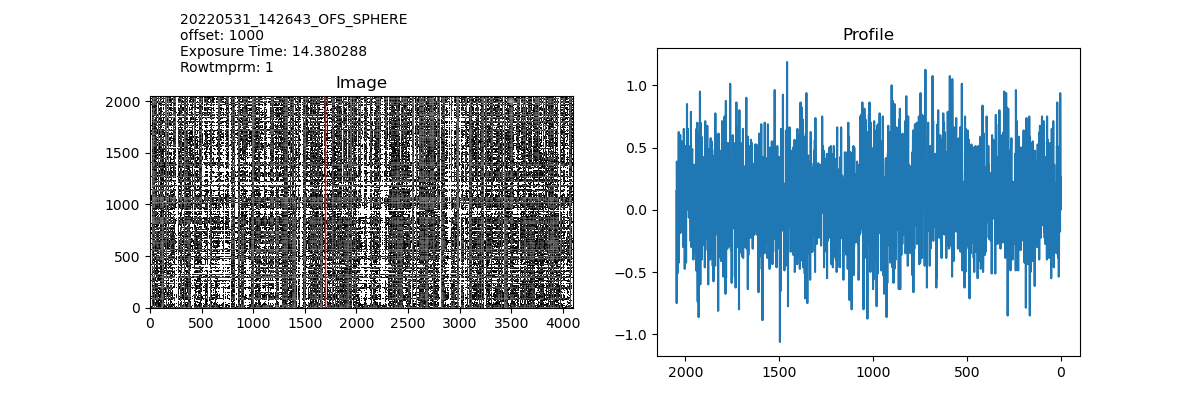 20220531_142643_OFS_SPHERE
offset: 1000
Exposure Time: 14.380288
Rowtmprm: 1
Image
2000
1500
1000
500
0
0 500 1000 1500 2000 2500 3000 3500 4000
Profile
1.0
0.5
0.0
−0.5
−1.0
2000 1500 1000 500 0